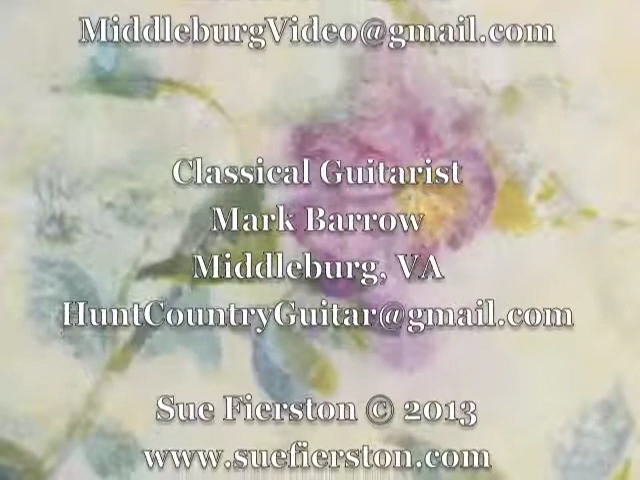 MiddleburgVideo@gmail.com
Classical Guitarist
Mark Barrow
Middleburg, VA
HuntCountryGuitar@gmail.com
Sue Fierston © 2013
www.suefierston.com